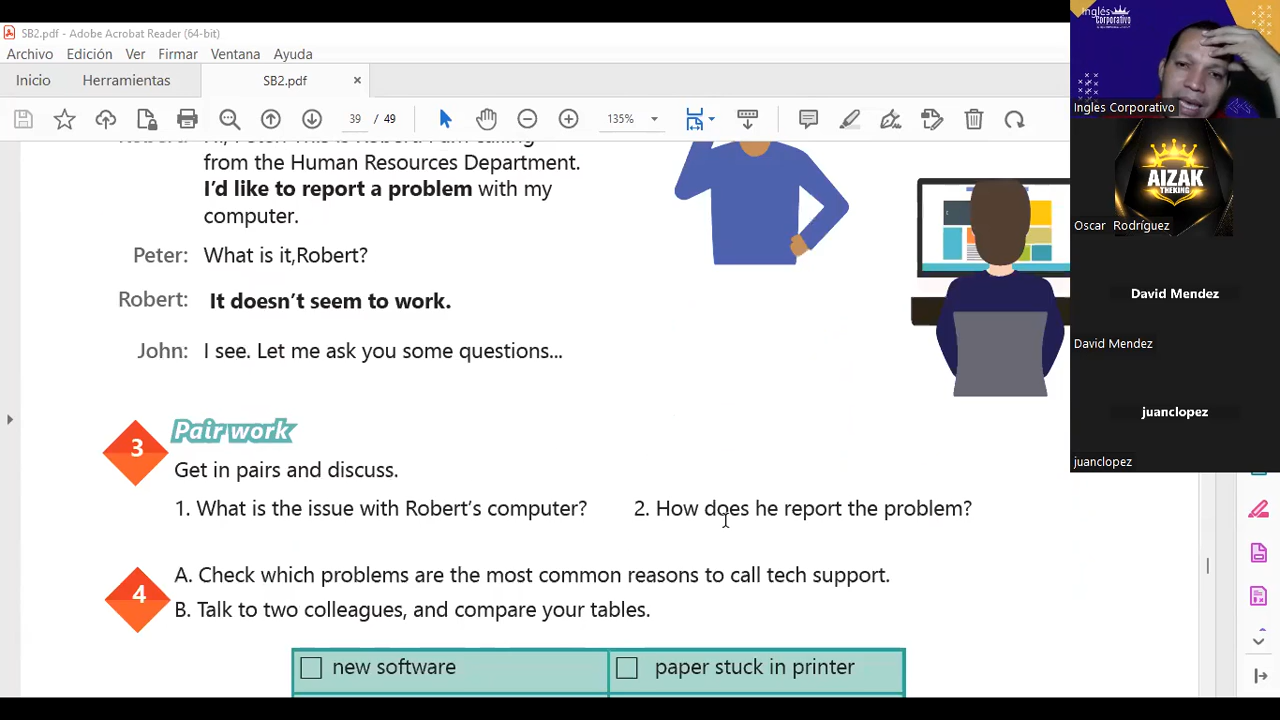 SB2.pdf - Adobe Acrobat Reader (64-bit)
Archivo Edición Ver Firmar Ventana Ayuda
Inicio Herramientas SB2.pdf ×
39 / 49 135%
from the Human Resources Department.
I'd like to report a problem with my
computer.
Peter: What is it,Robert?
Robert: It doesn't seem to work.
John: I see. Let me ask you some questions...
3 Pair work
Get in pairs and discuss.
1. What is the issue with Robert's computer? 2. How does he report the problem?
4 A. Check which problems are the most common reasons to call tech support.
B. Talk to two colleagues, and compare your tables.
new software paper stuck in printer
Inglés
Corporativo
Ingles Corporativo
AIZAK
THEKING
Oscar Rodríguez
David Mendez
David Mendez
juanclopez
juanclopez